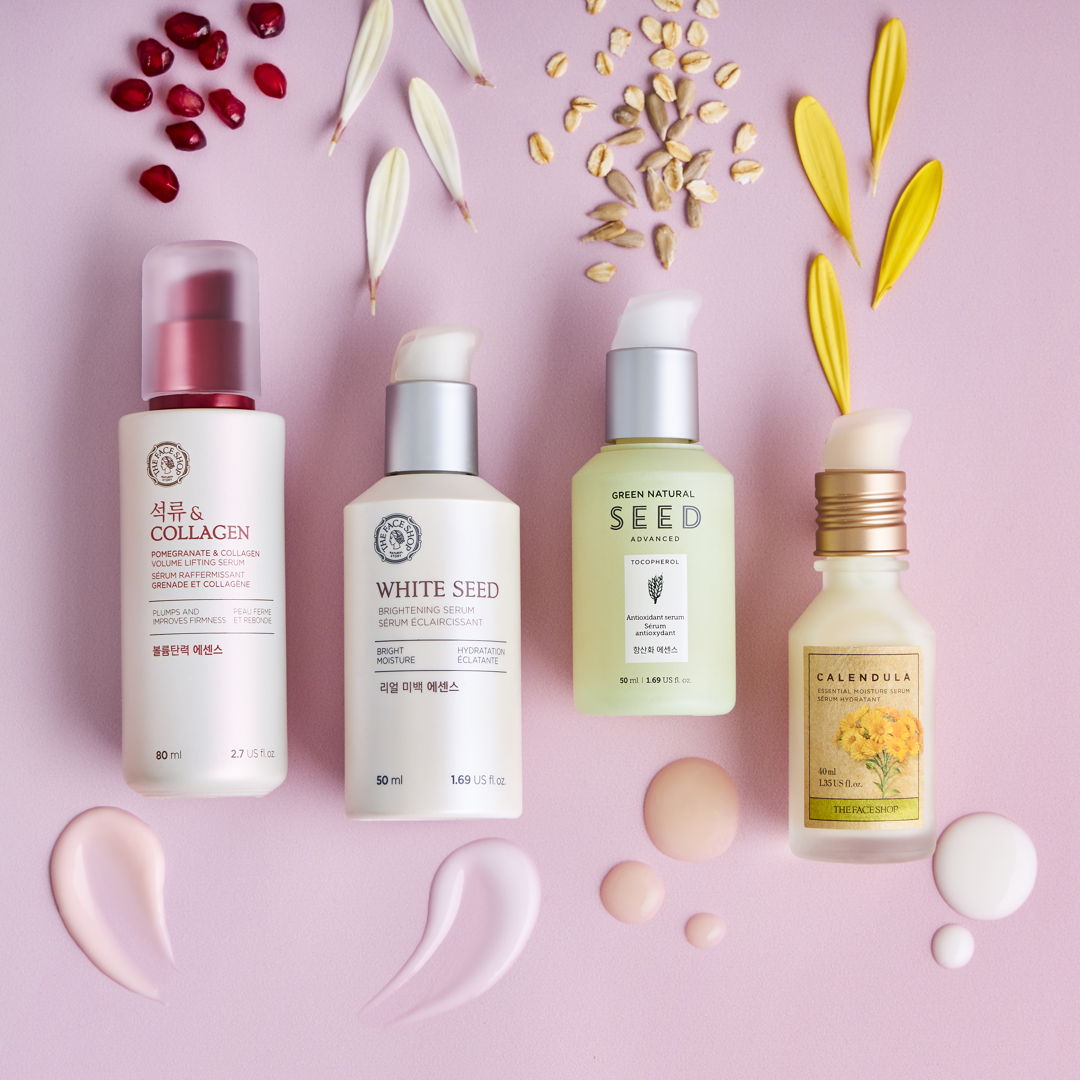 THE FACE SHOP
NATURAL STORY
석류 &
COLLAGEN
POMEGRANATE & COLLAGEN
VOLUME LIFTING SERUM
SÉRUM RAFFERMISSANT
GRENADE ET COLLAGÈNE
PLUMPS AND
IMPROVES FIRMNESS
PEAU FERME
ET REBONDE
볼륨탄력 에센스
80 ml 2.7 US fl.oz.
THE FACE SHOP
NATURAL STORY
WHITE SEED
BRIGHTENING SERUM
SÉRUM ÉCLAIRCISSANT
BRIGHT
MOISTURE
HYDRATATION
ÉCLATANTE
리얼 미백 에센스
50 ml 1.69 US fl.oz.
GREEN NATURAL
SEED
ADVANCED
TOCOPHEROL
Antioxidant serum
Sérum
antioxydant
항산화 에센스
50 ml | 1.69 US fl. oz.
CALENDULA
ESSENTIAL MOISTURE SERUM
SÉRUM HYDRATANT
40 ml
1.35 US fl. oz.
THE FACE SHOP